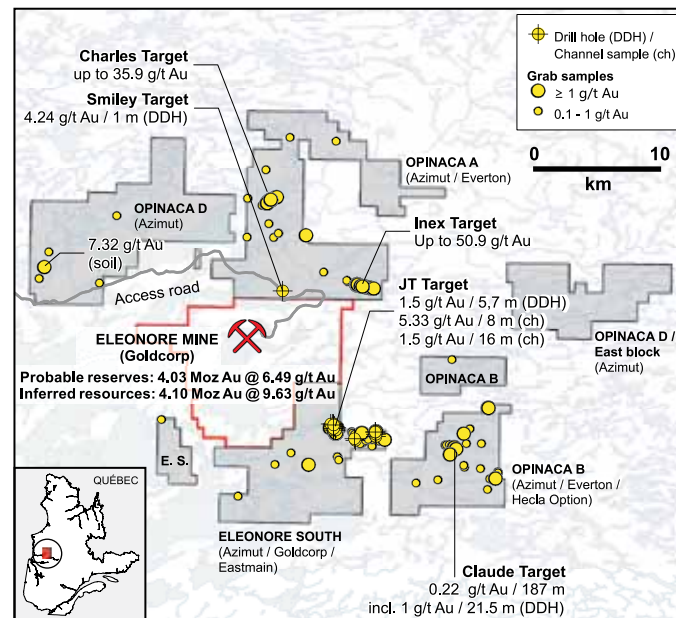 Charles Target
up to 35.9 g/t Au
Smiley Target
4.24 g/t Au / 1 m (DDH)
Drill hole (DDH) /
Channel sample (ch)
Grab samples
≥ 1 g/t Au
0.1 - 1 g/t Au
0
10
km
OPINACA A
(Azimut / Everton)
OPINACA D
(Azimut)
7.32 g/t Au
(soil)
Access road
Inex Target
Up to 50.9 g/t Au
JT Target
1.5 g/t Au / 5,7 m (DDH)
5.33 g/t Au / 8 m (ch)
1.5 g/t Au / 16 m (ch)
OPINACA D /
East block
(Azimut)
ELEONORE MINE
(Goldcorp)
Probable reserves: 4.03 Moz Au @ 6.49 g/t Au
Inferred resources: 4.10 Moz Au @ 9.63 g/t Au
OPINACA B
E. S.
OPINACA B
(Azimut / Everton /
Hecla Option)
QUÉBEC
ELEONORE SOUTH
(Azimut / Goldcorp /
Eastmain)
Claude Target
0.22 g/t Au / 187 m
incl. 1 g/t Au / 21.5 m (DDH)